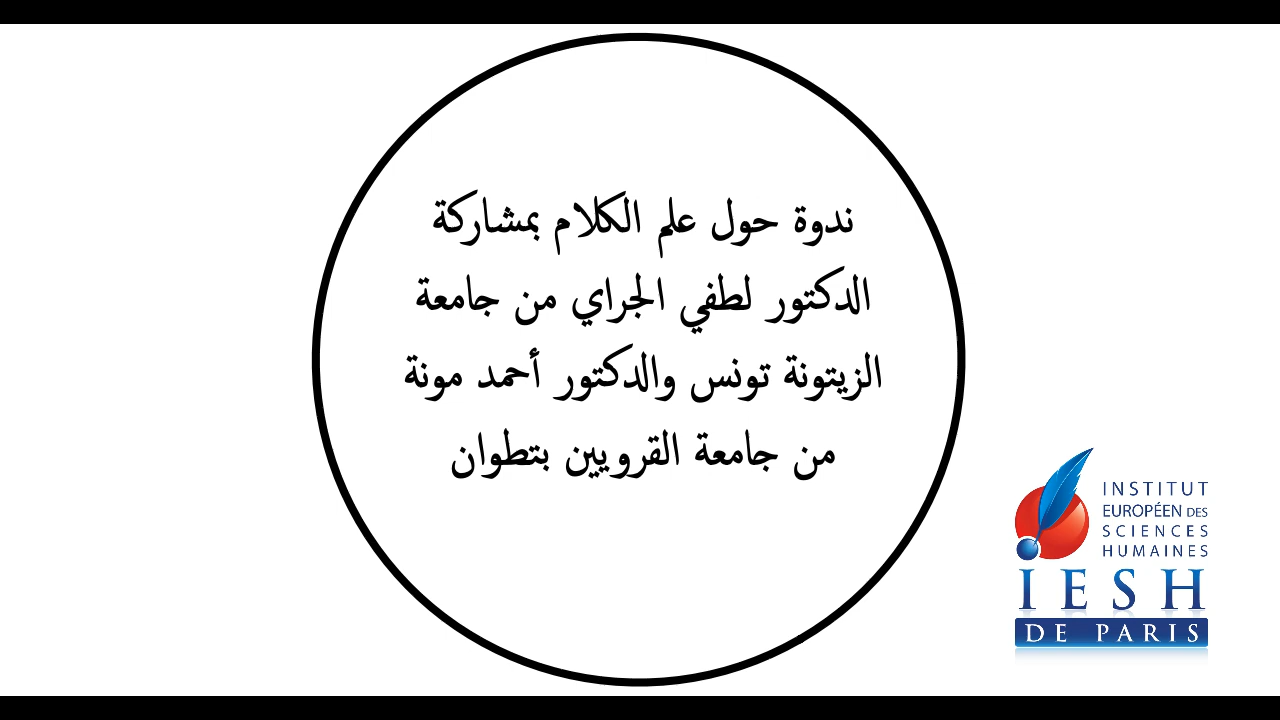 ندوة حول علم الكلام بمشاركة
الدكتور لطفي الجراي من جامعة
الزيتونة تونس والدكتور أحمد مونة
من جامعة القرويين بتطوان
INSTITUT
EUROPÉEN DES
SCIENCES
HUMAINES
IESH
DE PARIS